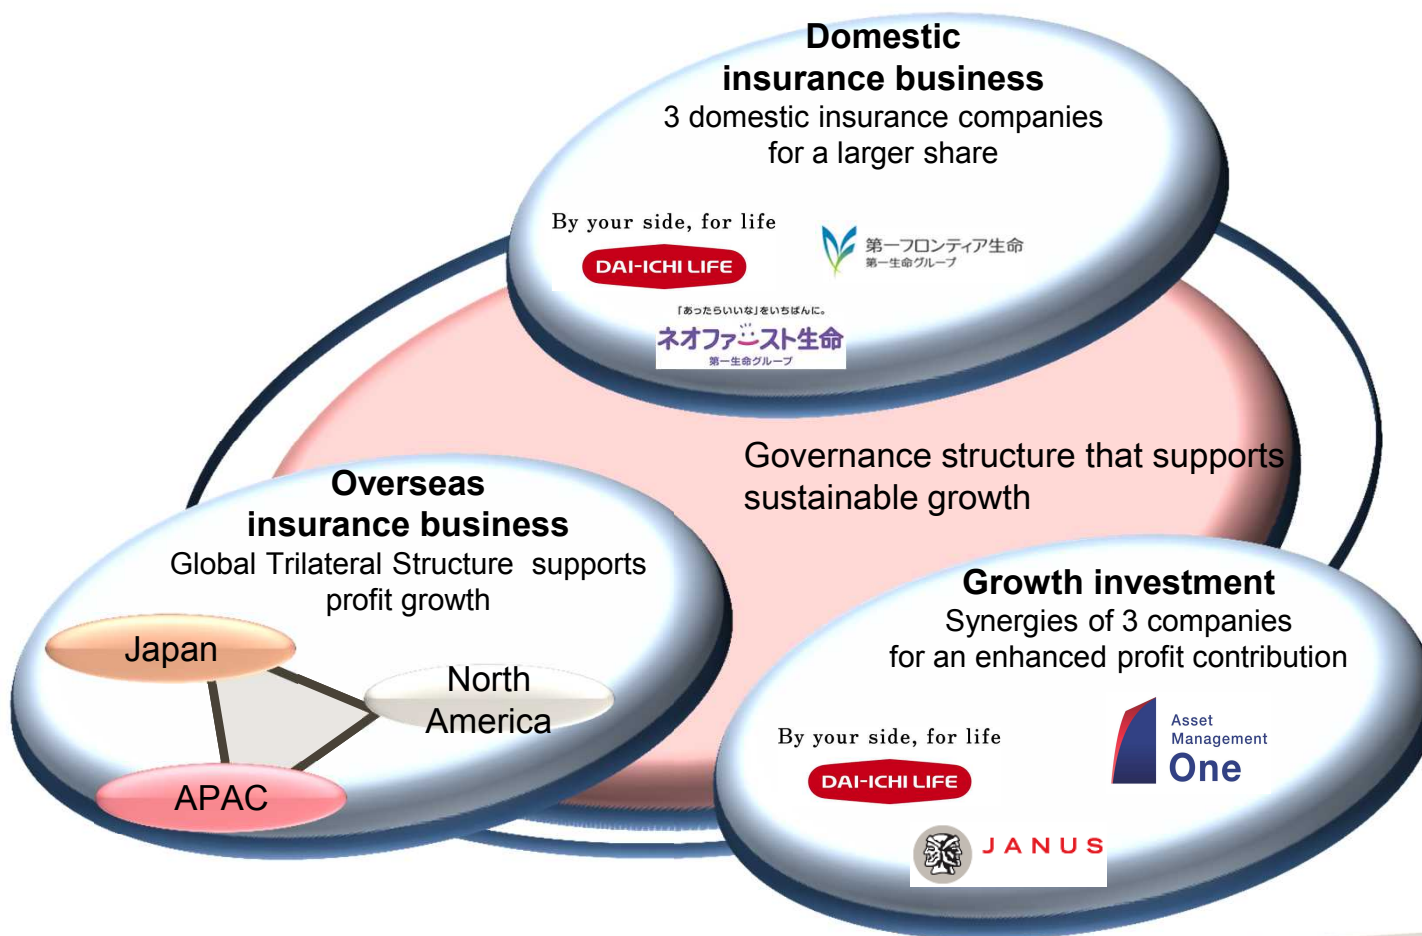 Domestic
insurance business
3 domestic insurance companies
for a larger share
By your side, for life
DAI-ICHI LIFE
第一フロンティア生命
第一生命グループ
「あったらいいな」をいちばんに。
ネオファースト生命
第一生命グループ
Governance structure that supports
sustainable growth
Overseas
insurance business
Global Trilateral Structure supports
profit growth
Japan
North
America
APAC
Growth investment
Synergies of 3 companies
for an enhanced profit contribution
By your side, for life
DAI-ICHI LIFE
Asset
Management
One
JANUS